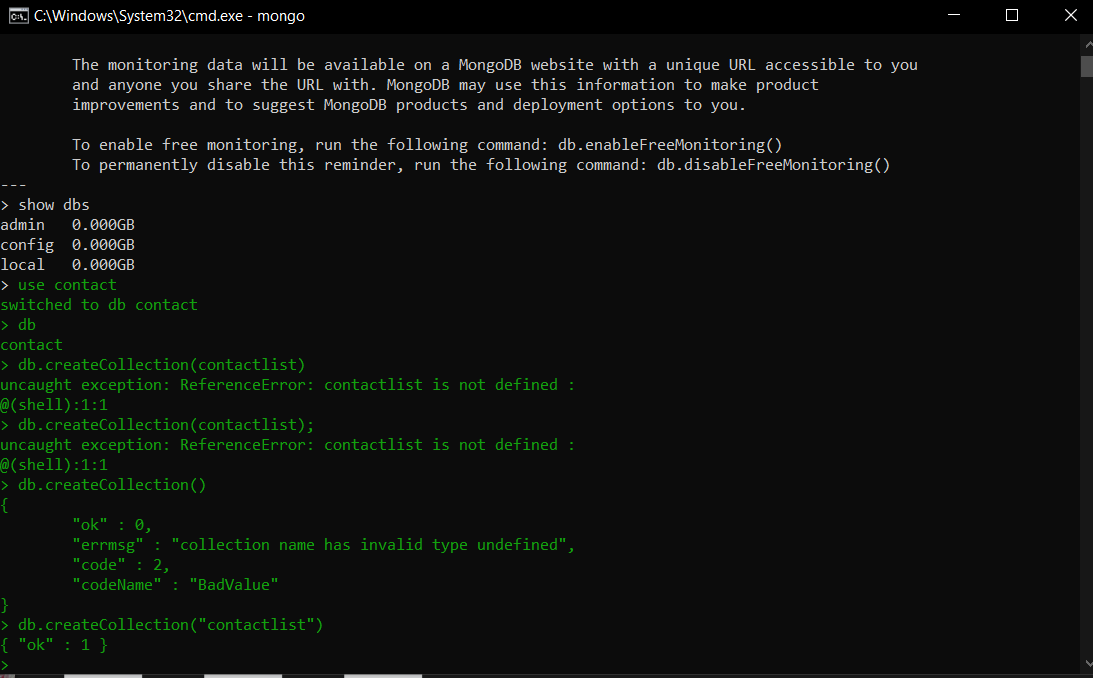 C:\Windows\System32\cmd.exe - mongo
The monitoring data will be available on a MongoDB website with a unique URL accessible to you
and anyone you share the URL with. MongoDB may use this information to make product
improvements and to suggest MongoDB products and deployment options to you.
To enable free monitoring, run the following command: db.enableFreeMonitoring()
To permanently disable this reminder, run the following command: db.disableFreeMonitoring()
---
> show dbs
admin   0.000GB
config  0.000GB
local   0.000GB
> use contact
switched to db contact
> db
contact
> db.createCollection(contactlist)
uncaught exception: ReferenceError: contactlist is not defined :
@(shell):1:1
> db.createCollection(contactlist);
uncaught exception: ReferenceError: contactlist is not defined :
@(shell):1:1
> db.createCollection()
{
        "ok" : 0,
        "errmsg" : "collection name has invalid type undefined",
        "code" : 2,
        "codeName" : "BadValue"
}
> db.createCollection("contactlist")
{ "ok" : 1 }
>